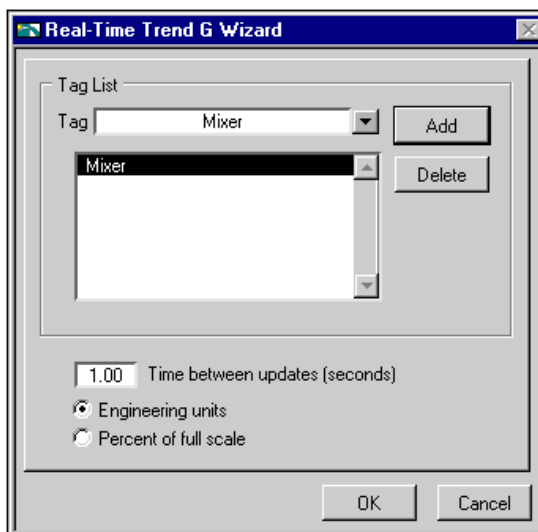 Real-Time Trend G Wizard
Tag List
Tag Mixer Add
Mixer Delete
1.00 Time between updates (seconds)
Engineering units
Percent of full scale
OK Cancel